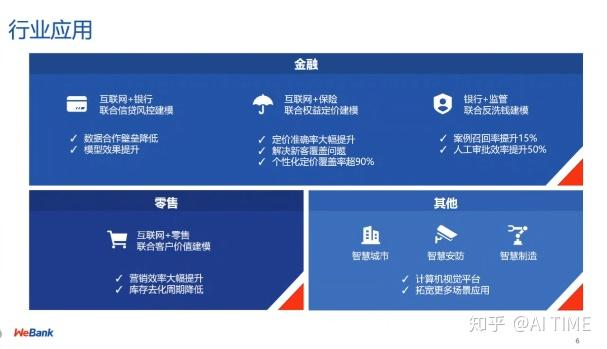 行业应用
金融
互联网+银行
联合信贷风控建模
✓ 数据合作壁垒降低
✓ 模型效果提升
互联网+保险
联合权益定价建模
✓ 定价准确率大幅提升
✓ 解决新客覆盖问题
✓ 个性化定价覆盖率超90%
银行+监管
联合反洗钱建模
✓ 案例召回率提升15%
✓ 人工审批效率提升50%
零售
互联网+零售
联合客户价值建模
✓ 营销效率大幅提升
✓ 库存去化周期降低
其他
智慧城市
智慧安防
智慧制造
✓ 计算机视觉平台
✓ 拓宽更多场景应用
WeBank
知乎 @AI TIME
6